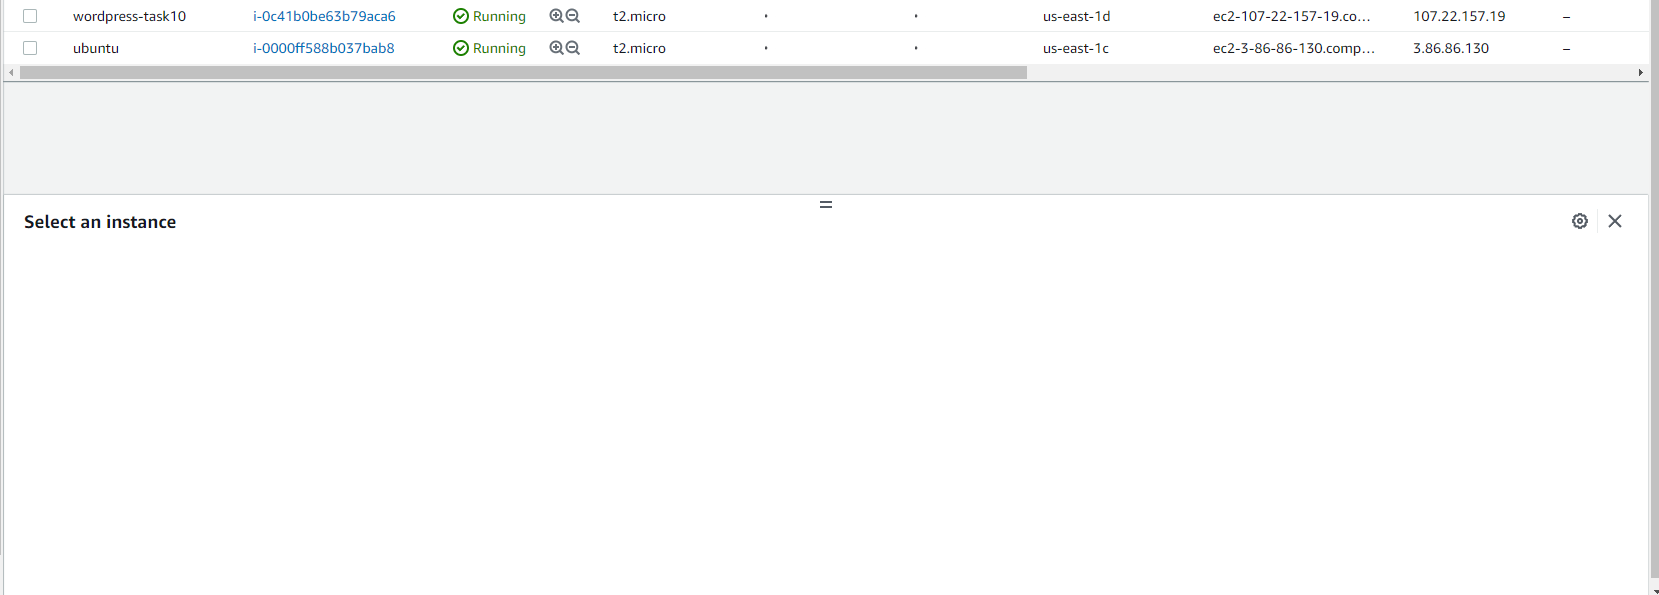 wordpress-task10 i-0c41b0be63b79aca6 Running t2.micro us-east-1d ec2-107-22-157-19.co... 107.22.157.19 –
ubuntu i-0000ff588b037bab8 Running t2.micro us-east-1c ec2-3-86-86-130.comp... 3.86.86.130 –
Select an instance